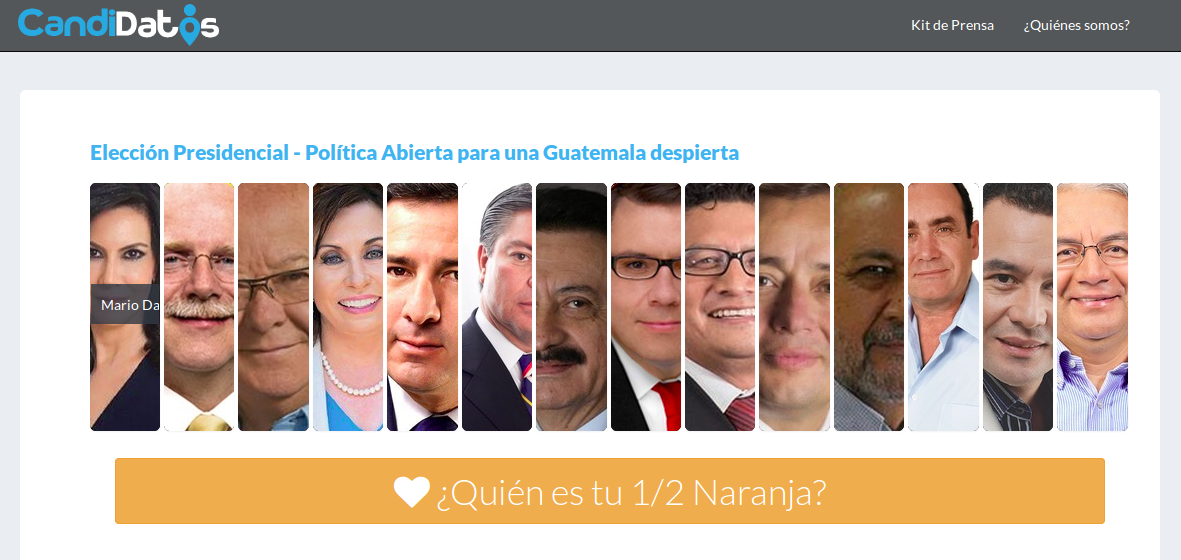 CandiDatos
Kit de Prensa
¿Quiénes somos?
Elección Presidencial - Política Abierta para una Guatemala despierta
Mario Da
¿Quién es tu 1/2 Naranja?